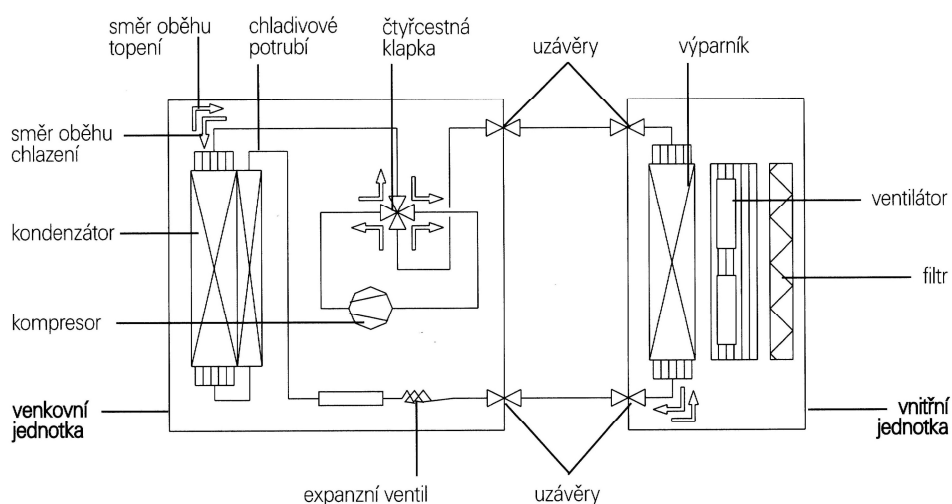 směr oběhu
topení
chladivové
potrubí
čtyřcestná
klapka
uzávěry
výparník
směr oběhu
chlazení
ventilátor
kondenzátor
filtr
kompresor
venkovní
jednotka
vnitřní
jednotka
expanzní ventil
uzávěry